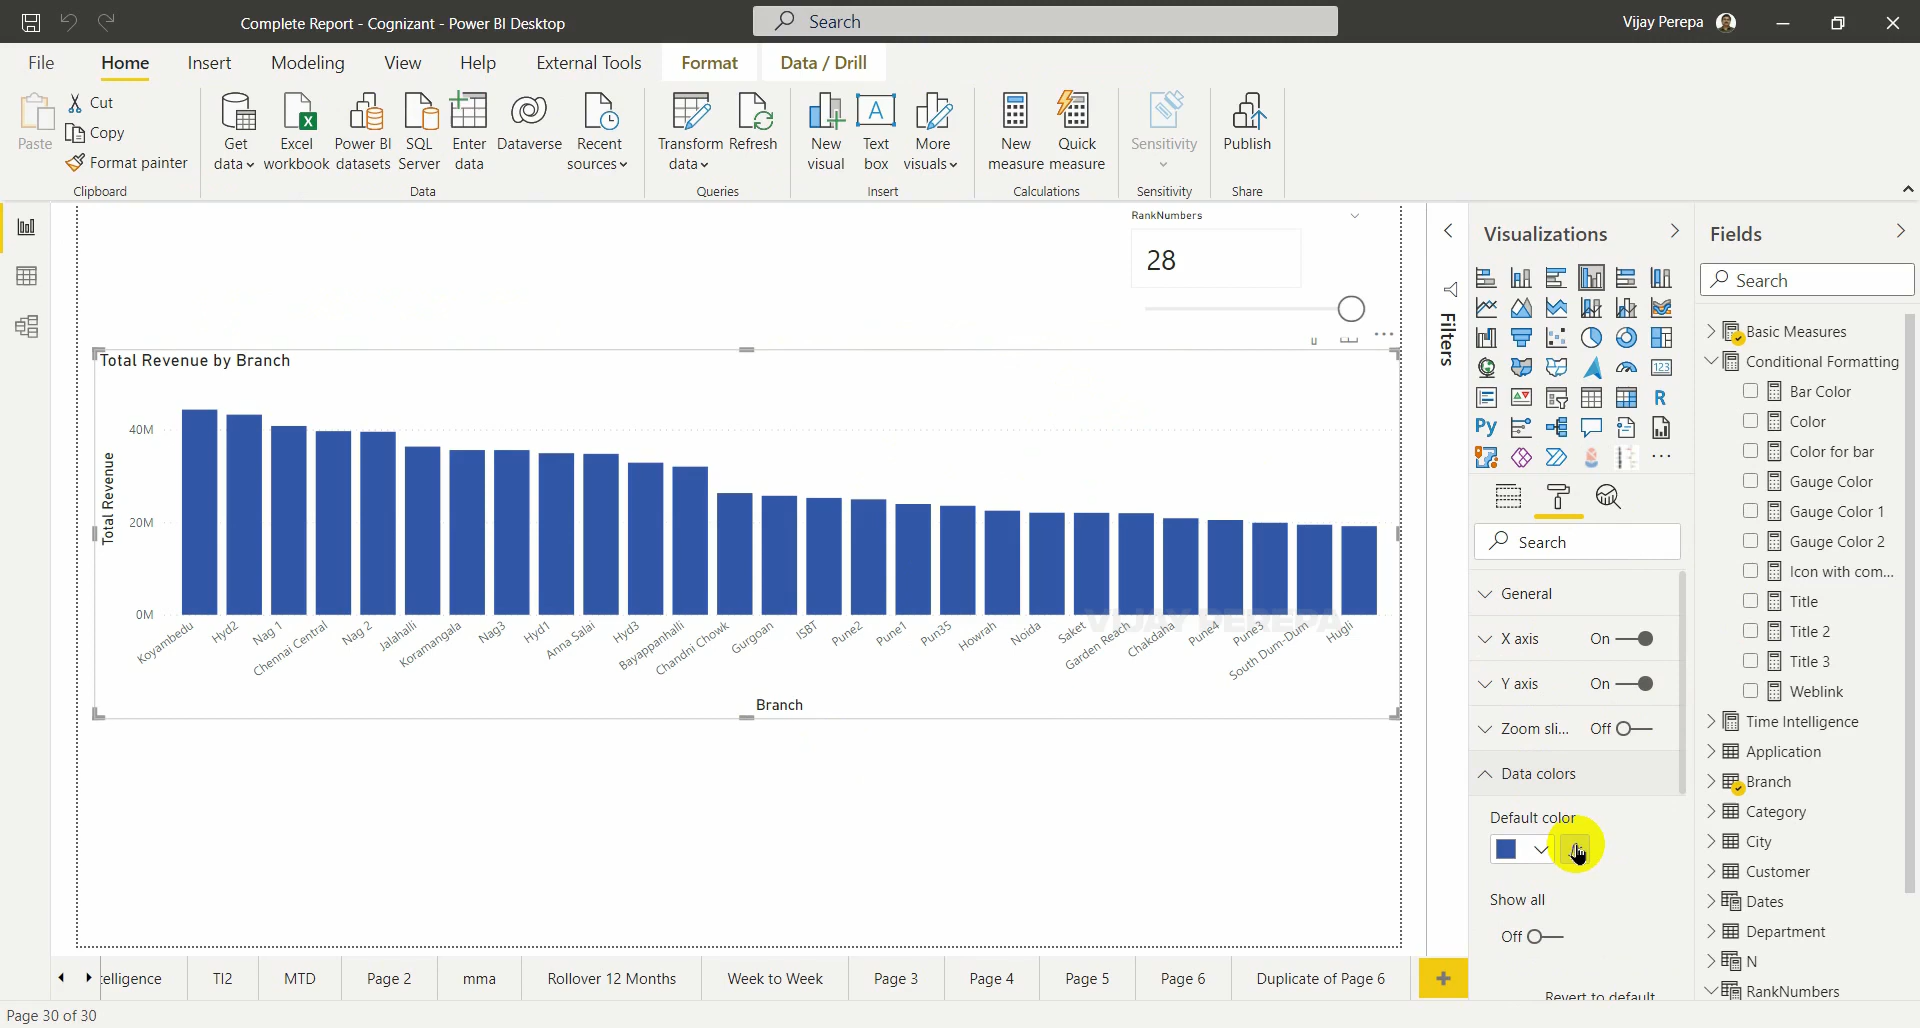 Complete Report - Cognizant - Power BI Desktop
Search
Vijay Perepa
File
Home
Insert
Modeling
View
Help
External Tools
Format
Data / Drill
Paste
Cut
Copy
Format painter
Clipboard
Get data
Excel workbook
Power BI datasets
SQL Server
Enter data
Dataverse
Recent sources
Data
Transform data
Refresh
Queries
New visual
Text box
More visuals
Insert
New measure
Quick measure
Calculations
Sensitivity
Sensitivity
Publish
Share
RankNumbers
28
Total Revenue by Branch
Total Revenue
40M
20M
0M
Koyambedu
Hyd2
Nag 1
Chennai Central
Nag 2
Jalahalli
Koramangala
Nag3
Hyd1
Anna Salai
Hyd3
Bayappanhalli
Chandni Chowk
Gurgoan
ISBT
Pune2
Pune1
Pun35
Howrah
Noida
Saket
Garden Reach
Chakdaha
Pune4
Pune3
South Dum-Dum
Hugli
Branch
VIJAY PEREPA
Filters
Visualizations
R
Py
123
Search
General
X axis On
Y axis On
Zoom sli... Off
Data colors
Default color
Show all
Off
Revert to default
Fields
Search
Basic Measures
Conditional Formatting
Bar Color
Color
Color for bar
Gauge Color
Gauge Color 1
Gauge Color 2
Icon with com...
Title
Title 2
Title 3
Weblink
Time Intelligence
Application
Branch
Category
City
Customer
Dates
Department
N
RankNumbers
telligence
TI2
MTD
Page 2
mma
Rollover 12 Months
Week to Week
Page 3
Page 4
Page 5
Page 6
Duplicate of Page 6
Page 30 of 30